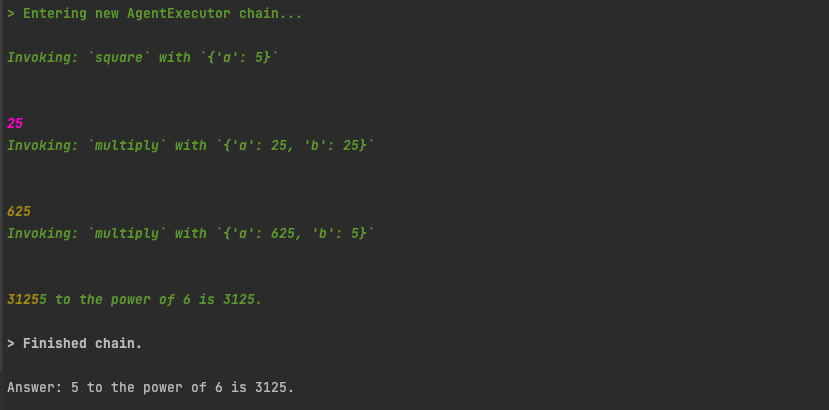 > Entering new AgentExecutor chain...
Invoking: `square` with `{'a': 5}`
25
Invoking: `multiply` with `{'a': 25, 'b': 25}`
625
Invoking: `multiply` with `{'a': 625, 'b': 5}`
31255 to the power of 6 is 3125.
> Finished chain.
Answer: 5 to the power of 6 is 3125.